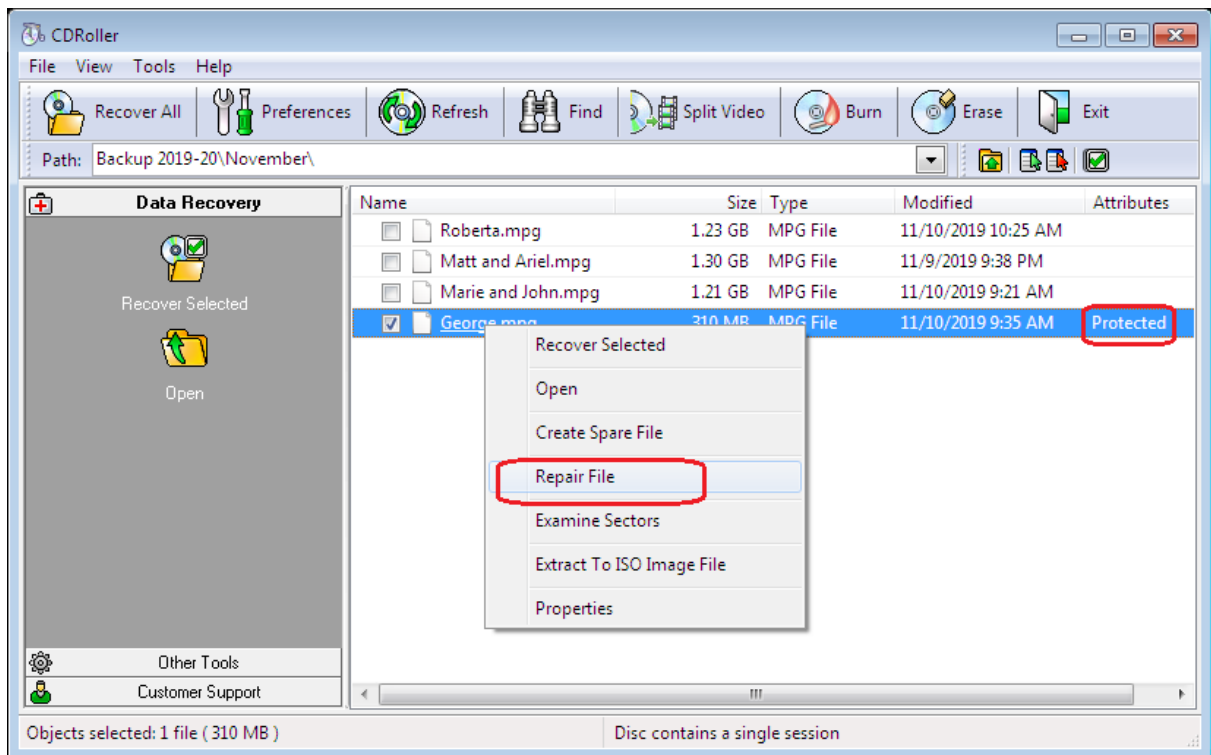 CDRoller
File View Tools Help
Recover All Preferences Refresh Find Split Video Burn Erase Exit
Path: Backup 2019-20\November\
Data Recovery
Recover Selected
Open
Name Size Type Modified Attributes
Roberta.mpg 1.23 GB MPG File 11/10/2019 10:25 AM
Matt and Ariel.mpg 1.30 GB MPG File 11/9/2019 9:38 PM
Marie and John.mpg 1.21 GB MPG File 11/10/2019 9:21 AM
George.mpg 310 MB MPG File 11/10/2019 9:35 AM Protected
Recover Selected
Open
Create Spare File
Repair File
Examine Sectors
Extract To ISO Image File
Properties
Other Tools
Customer Support
Objects selected: 1 file ( 310 MB ) Disc contains a single session